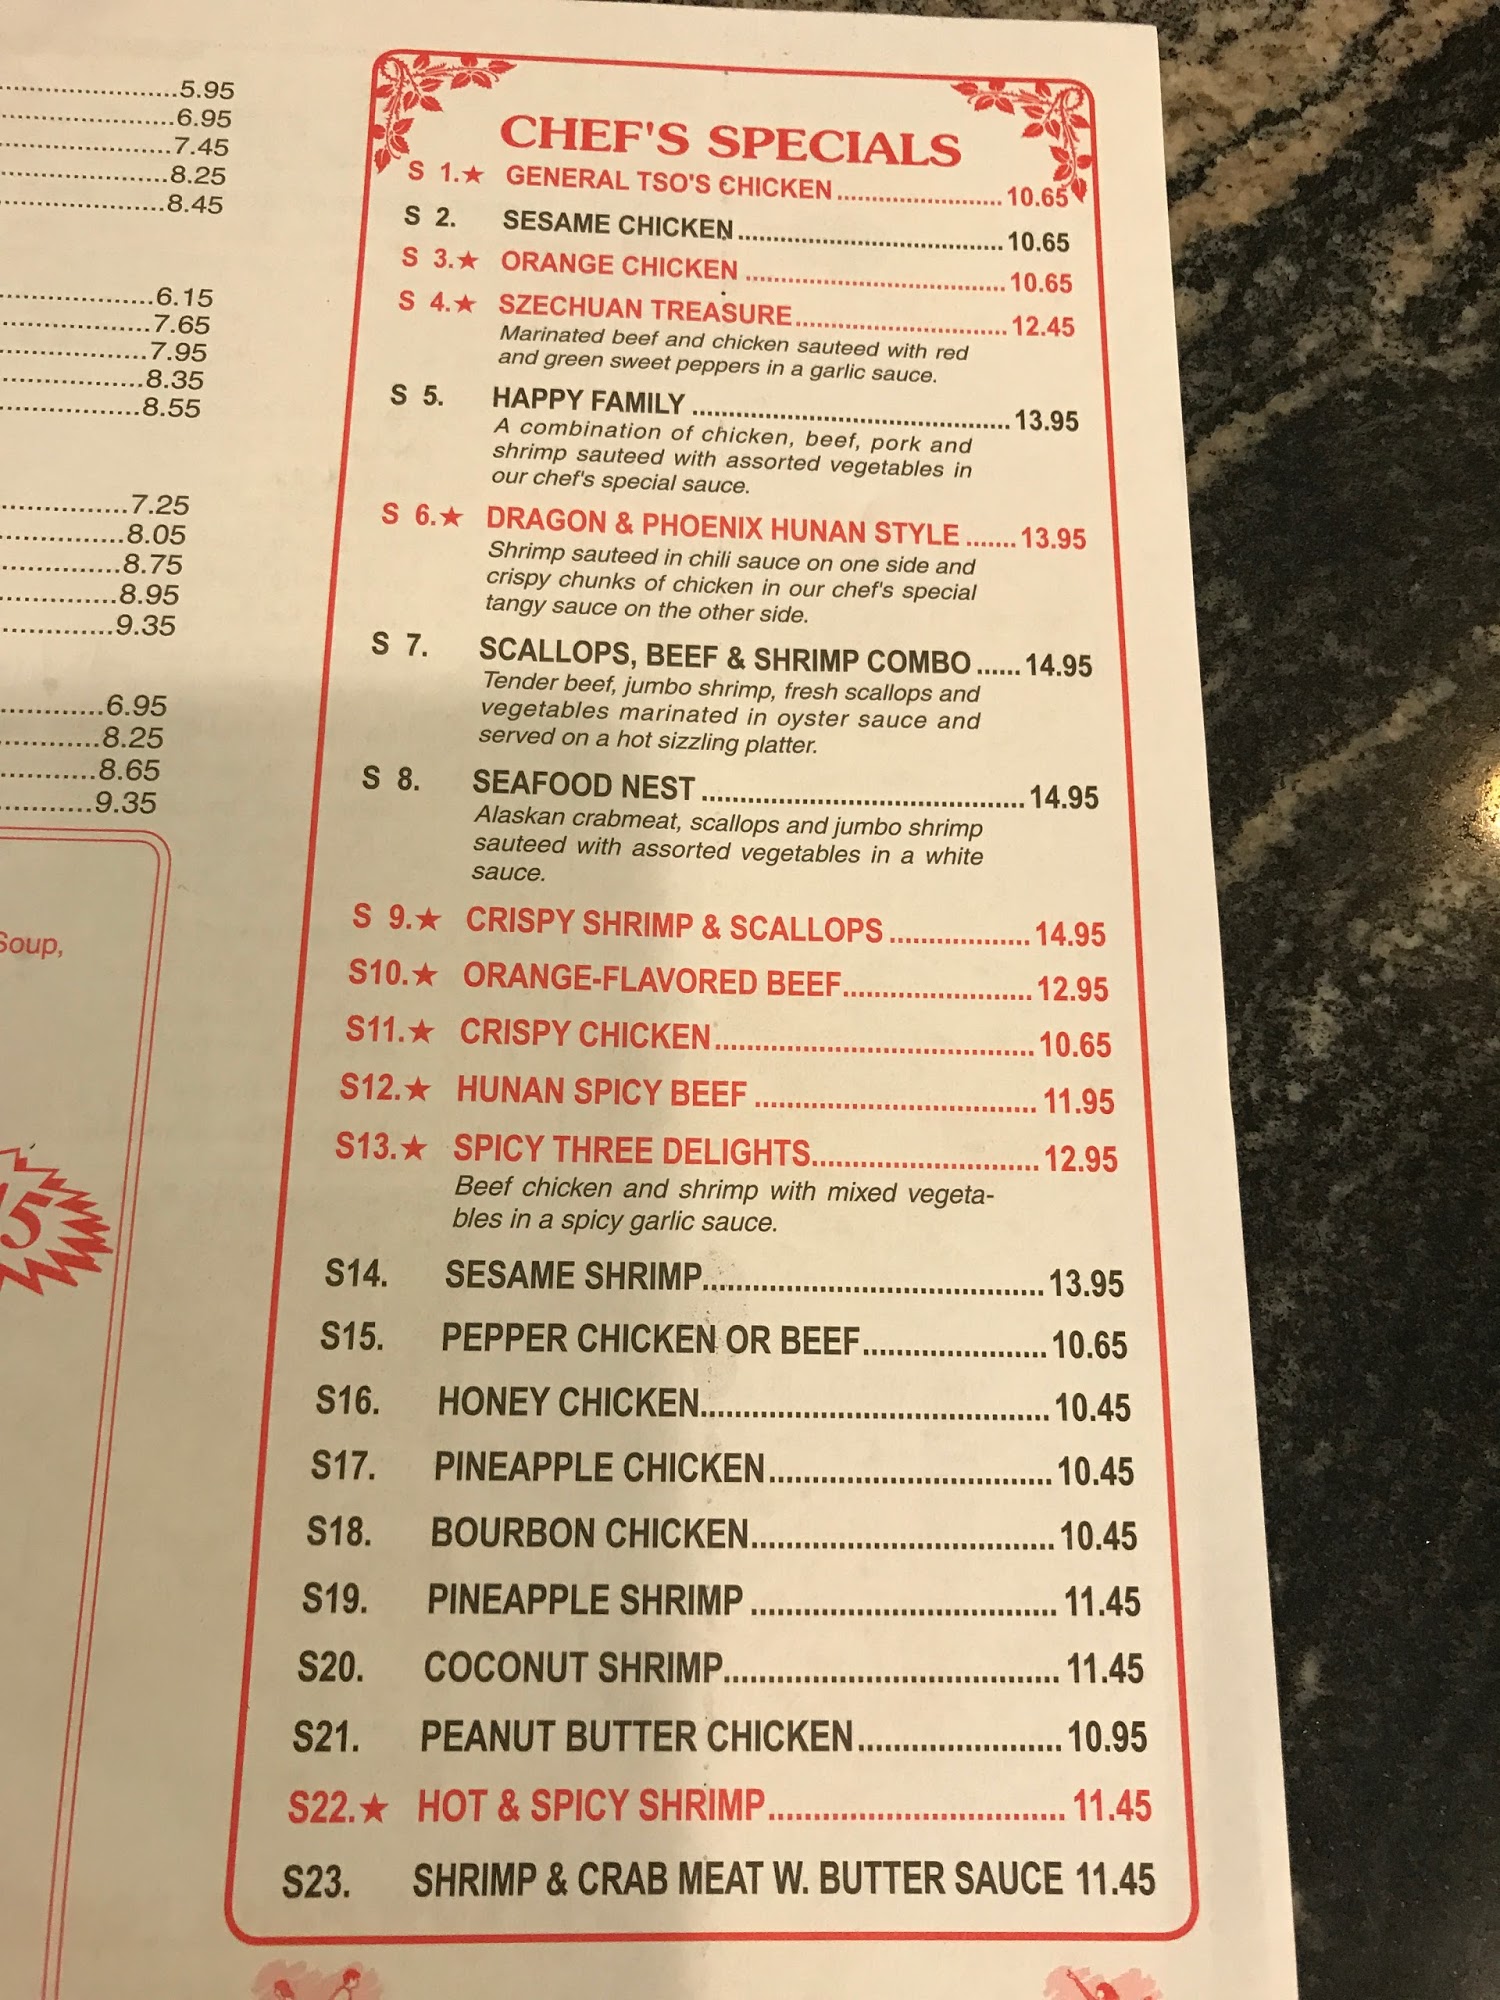 .....5.95
.....6.95
.....7.45
.....8.25
.....8.45
.....6.15
.....7.65
.....7.95
.....8.35
.....8.55
.....7.25
.....8.05
.....8.75
.....8.95
.....9.35
.....6.95
.....8.25
.....8.65
.....9.35
Soup,
5
CHEF'S SPECIALS
S 1.★ GENERAL TSO'S CHICKEN..........10.65
S 2. SESAME CHICKEN..........10.65
S 3.★ ORANGE CHICKEN..........10.65
S 4.★ SZECHUAN TREASURE..........12.45
Marinated beef and chicken sauteed with red
and green sweet peppers in a garlic sauce.
S 5. HAPPY FAMILY..........13.95
A combination of chicken, beef, pork and
shrimp sauteed with assorted vegetables in
our chef's special sauce.
S 6.★ DRAGON & PHOENIX HUNAN STYLE.......13.95
Shrimp sauteed in chili sauce on one side and
crispy chunks of chicken in our chef's special
tangy sauce on the other side.
S 7. SCALLOPS, BEEF & SHRIMP COMBO......14.95
Tender beef, jumbo shrimp, fresh scallops and
vegetables marinated in oyster sauce and
served on a hot sizzling platter.
S 8. SEAFOOD NEST..........14.95
Alaskan crabmeat, scallops and jumbo shrimp
sauteed with assorted vegetables in a white
sauce.
S 9.★ CRISPY SHRIMP & SCALLOPS..........14.95
S10.★ ORANGE-FLAVORED BEEF..........12.95
S11.★ CRISPY CHICKEN..........10.65
S12.★ HUNAN SPICY BEEF..........11.95
S13.★ SPICY THREE DELIGHTS..........12.95
Beef chicken and shrimp with mixed vegeta-
bles in a spicy garlic sauce.
S14. SESAME SHRIMP..........13.95
S15. PEPPER CHICKEN OR BEEF..........10.65
S16. HONEY CHICKEN..........10.45
S17. PINEAPPLE CHICKEN..........10.45
S18. BOURBON CHICKEN..........10.45
S19. PINEAPPLE SHRIMP..........11.45
S20. COCONUT SHRIMP..........11.45
S21. PEANUT BUTTER CHICKEN..........10.95
S22.★ HOT & SPICY SHRIMP..........11.45
S23. SHRIMP & CRAB MEAT W. BUTTER SAUCE 11.45